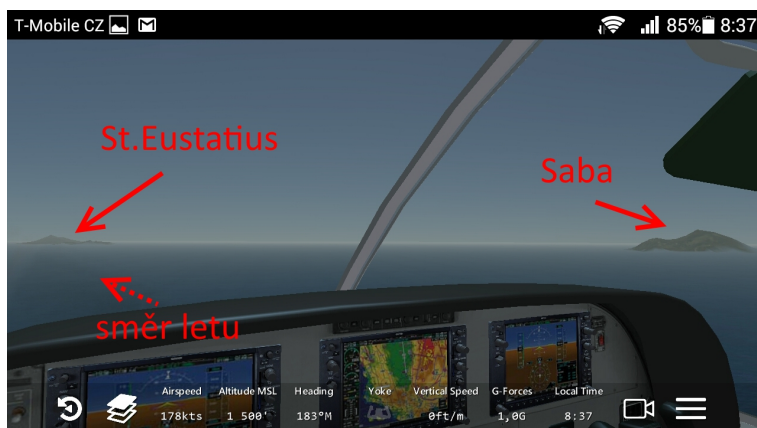 T-Mobile CZ 85% 8:37
St.Eustatius
Saba
směr letu
Airspeed Altitude MSL Heading Yoke Vertical Speed G-Forces Local Time
178kts 1 500' 183°M 0ft/m 1,0G 8:37